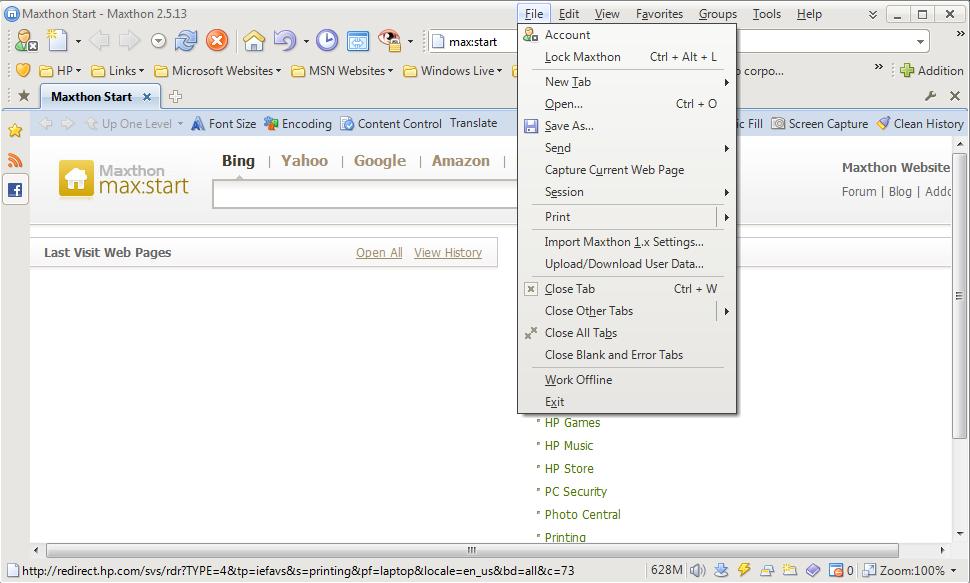 Maxthon Start - Maxthon 2.5.13
File Edit View Favorites Groups Tools Help
max:start
HP Links Microsoft Websites MSN Websites Windows Live corpo... » Addition
Maxthon Start
Up One Level Font Size Encoding Content Control Translate ic Fill Screen Capture Clean History
Account
Lock Maxthon Ctrl + Alt + L
New Tab
Open... Ctrl + O
Save As...
Send
Capture Current Web Page
Session
Print
Import Maxthon 1.x Settings...
Upload/Download User Data...
Close Tab Ctrl + W
Close Other Tabs
Close All Tabs
Close Blank and Error Tabs
Work Offline
Exit
Maxthon
max:start
Bing | Yahoo | Google | Amazon |
Maxthon Website
Forum | Blog | Addo
Last Visit Web Pages Open All View History
HP Games
HP Music
HP Store
PC Security
Photo Central
Printing
http://redirect.hp.com/svs/rdr?TYPE=4&tp=iefavs&s=printing&pf=laptop&locale=en_us&bd=all&c=73 628M 0 Zoom:100%